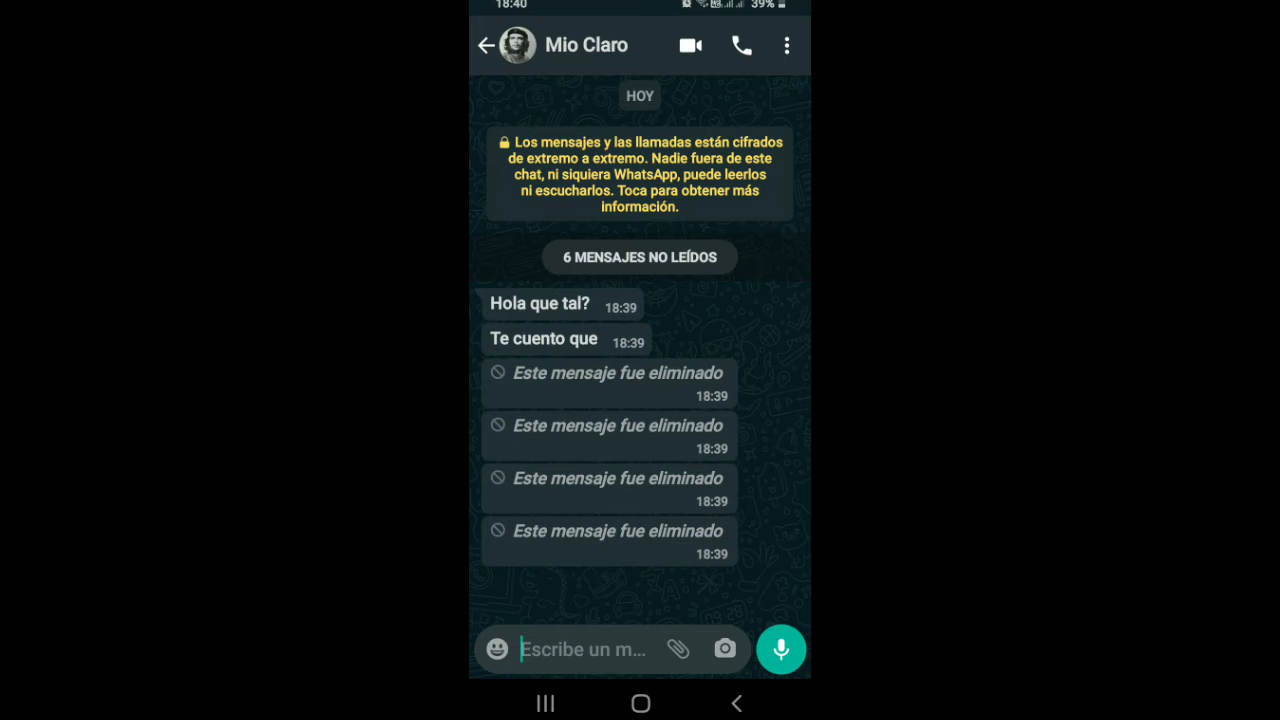 18:40
39%
Mio Claro
HOY
Los mensajes y las llamadas están cifrados
de extremo a extremo. Nadie fuera de este
chat, ni siquiera WhatsApp, puede leerlos
ni escucharlos. Toca para obtener más
información.
6 MENSAJES NO LEÍDOS
Hola que tal? 18:39
Te cuento que 18:39
Este mensaje fue eliminado
18:39
Este mensaje fue eliminado
18:39
Este mensaje fue eliminado
18:39
Este mensaje fue eliminado
18:39
Escribe un m...